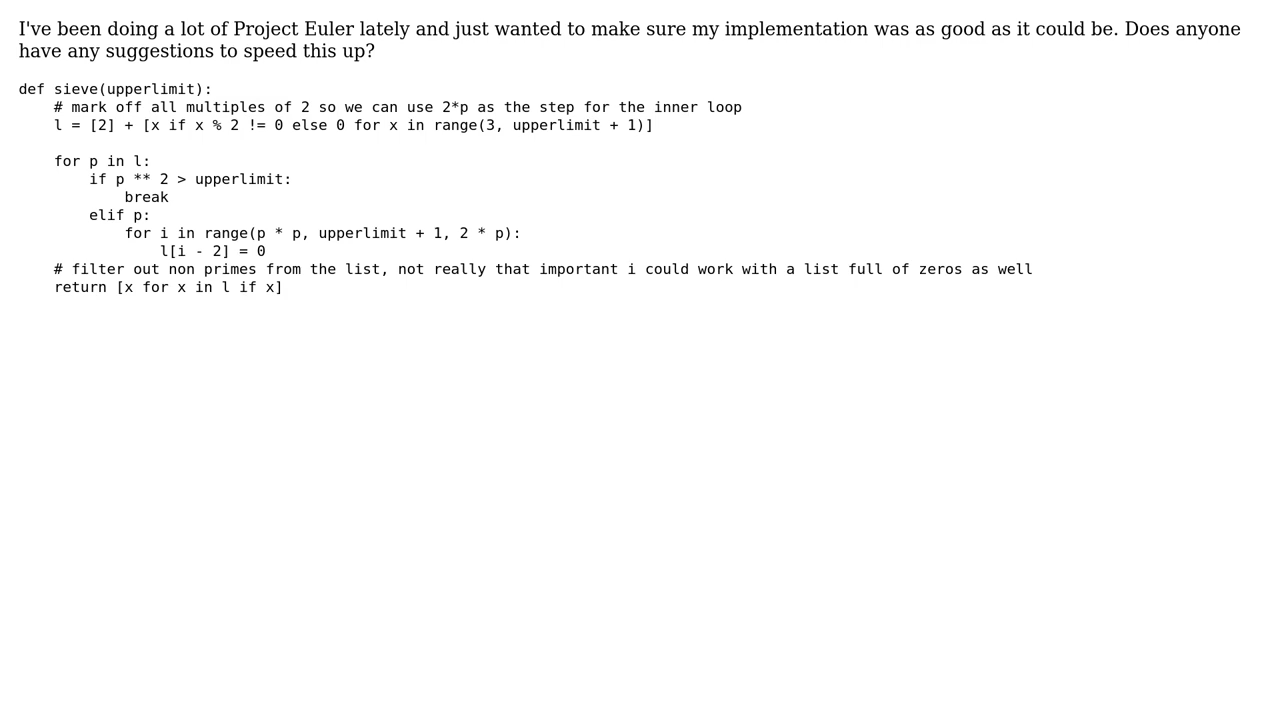 I've been doing a lot of Project Euler lately and just wanted to make sure my implementation was as good as it could be. Does anyone
have any suggestions to speed this up?
def sieve(upperlimit):
    # mark off all multiples of 2 so we can use 2*p as the step for the inner loop
    l = [2] + [x if x % 2 != 0 else 0 for x in range(3, upperlimit + 1)]

    for p in l:
        if p ** 2 > upperlimit:
            break
        elif p:
            for i in range(p * p, upperlimit + 1, 2 * p):
                l[i - 2] = 0
    # filter out non primes from the list, not really that important i could work with a list full of zeros as well
    return [x for x in l if x]